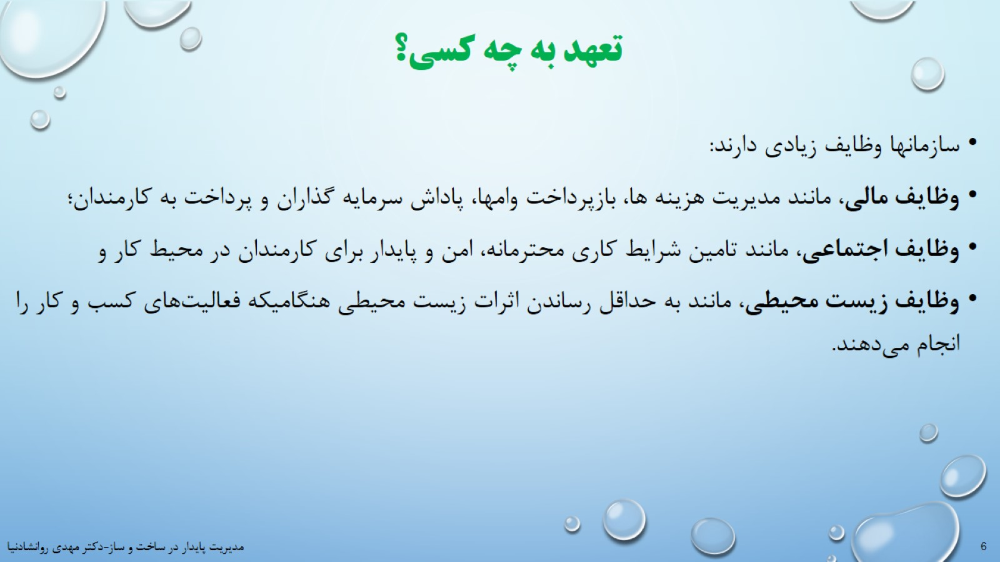 تعهد به چه کسی؟
• سازمانها وظایف زیادی دارند:
• وظایف مالی، مانند مدیریت هزینه ها، بازپرداخت وامها، پاداش سرمایه گذاران و پرداخت به کارمندان؛
• وظایف اجتماعی، مانند تامین شرایط کاری محترمانه، امن و پایدار برای کارمندان در محیط کار و
• وظایف زیست محیطی، مانند به حداقل رساندن اثرات زیست محیطی هنگامیکه فعالیت‌های کسب و کار را
انجام می‌دهند.
مدیریت پایدار در ساخت و ساز-دکتر مهدی روانشادنیا
6